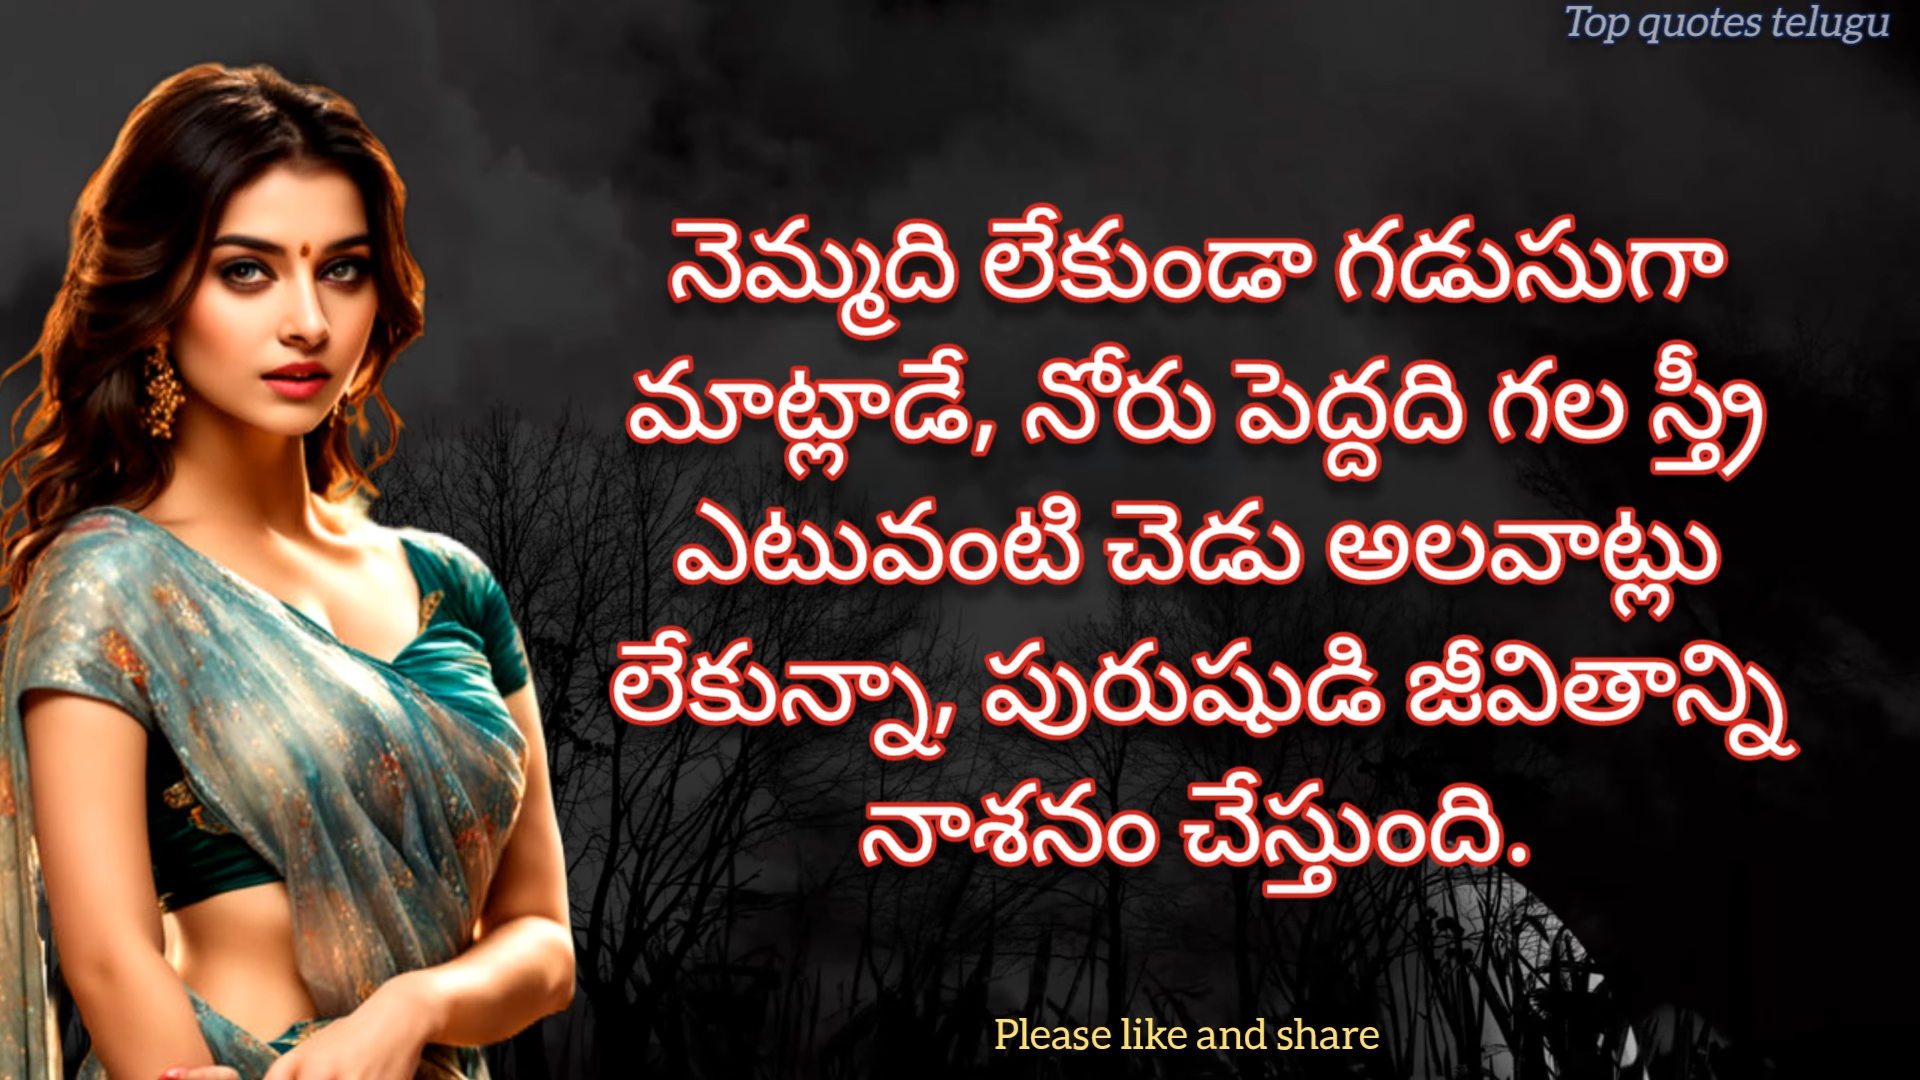 Top quotes telugu
నెమ్మది లేకుండా గడుసుగా
మాట్లాడే, నోరు పెద్దది గల స్త్రీ
ఎటువంటి చెడు అలవాట్లు
లేకున్నా, పురుషుడి జీవితాన్ని
నాశనం చేస్తుంది.
Please like and share